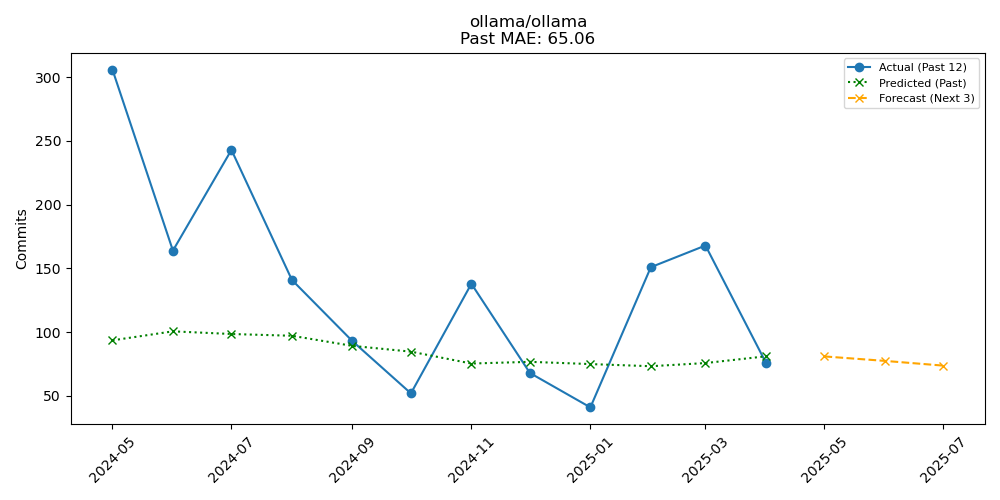 ollama/ollama
Past MAE: 65.06
Actual (Past 12)
Predicted (Past)
Forecast (Next 3)
Commits
300
250
200
150
100
50
2024-05
2024-07
2024-09
2024-11
2025-01
2025-03
2025-05
2025-07